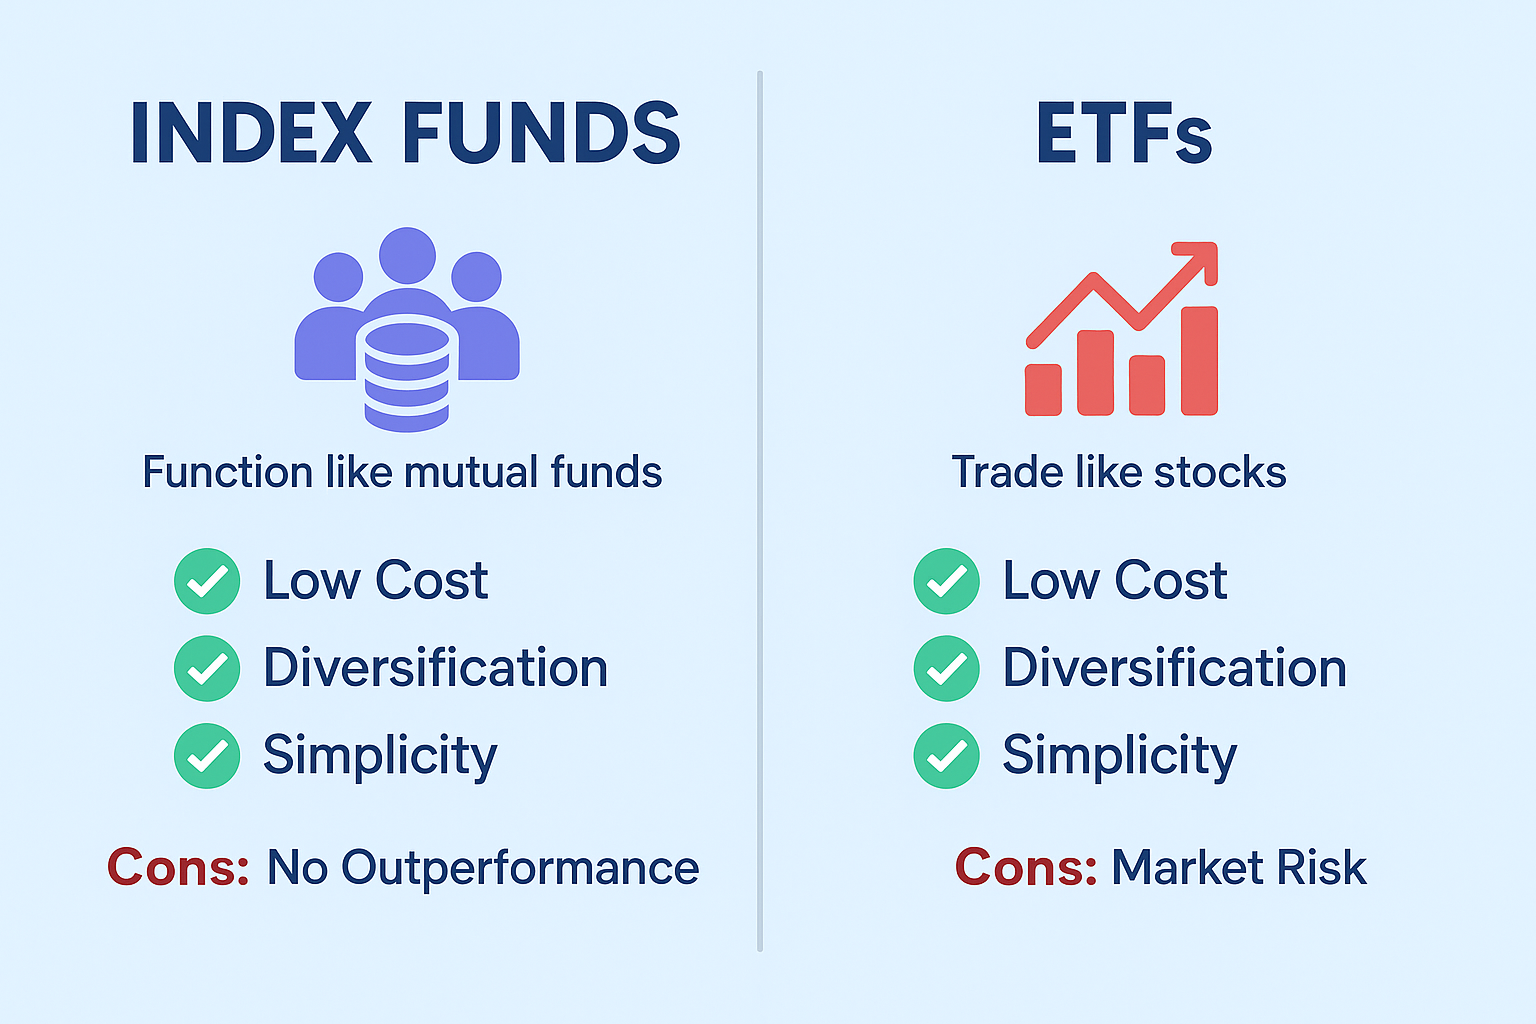 INDEX FUNDS
Function like mutual funds
Low Cost
Diversification
Simplicity
Cons: No Outperformance
ETFs
Trade like stocks
Low Cost
Diversification
Simplicity
Cons: Market Risk